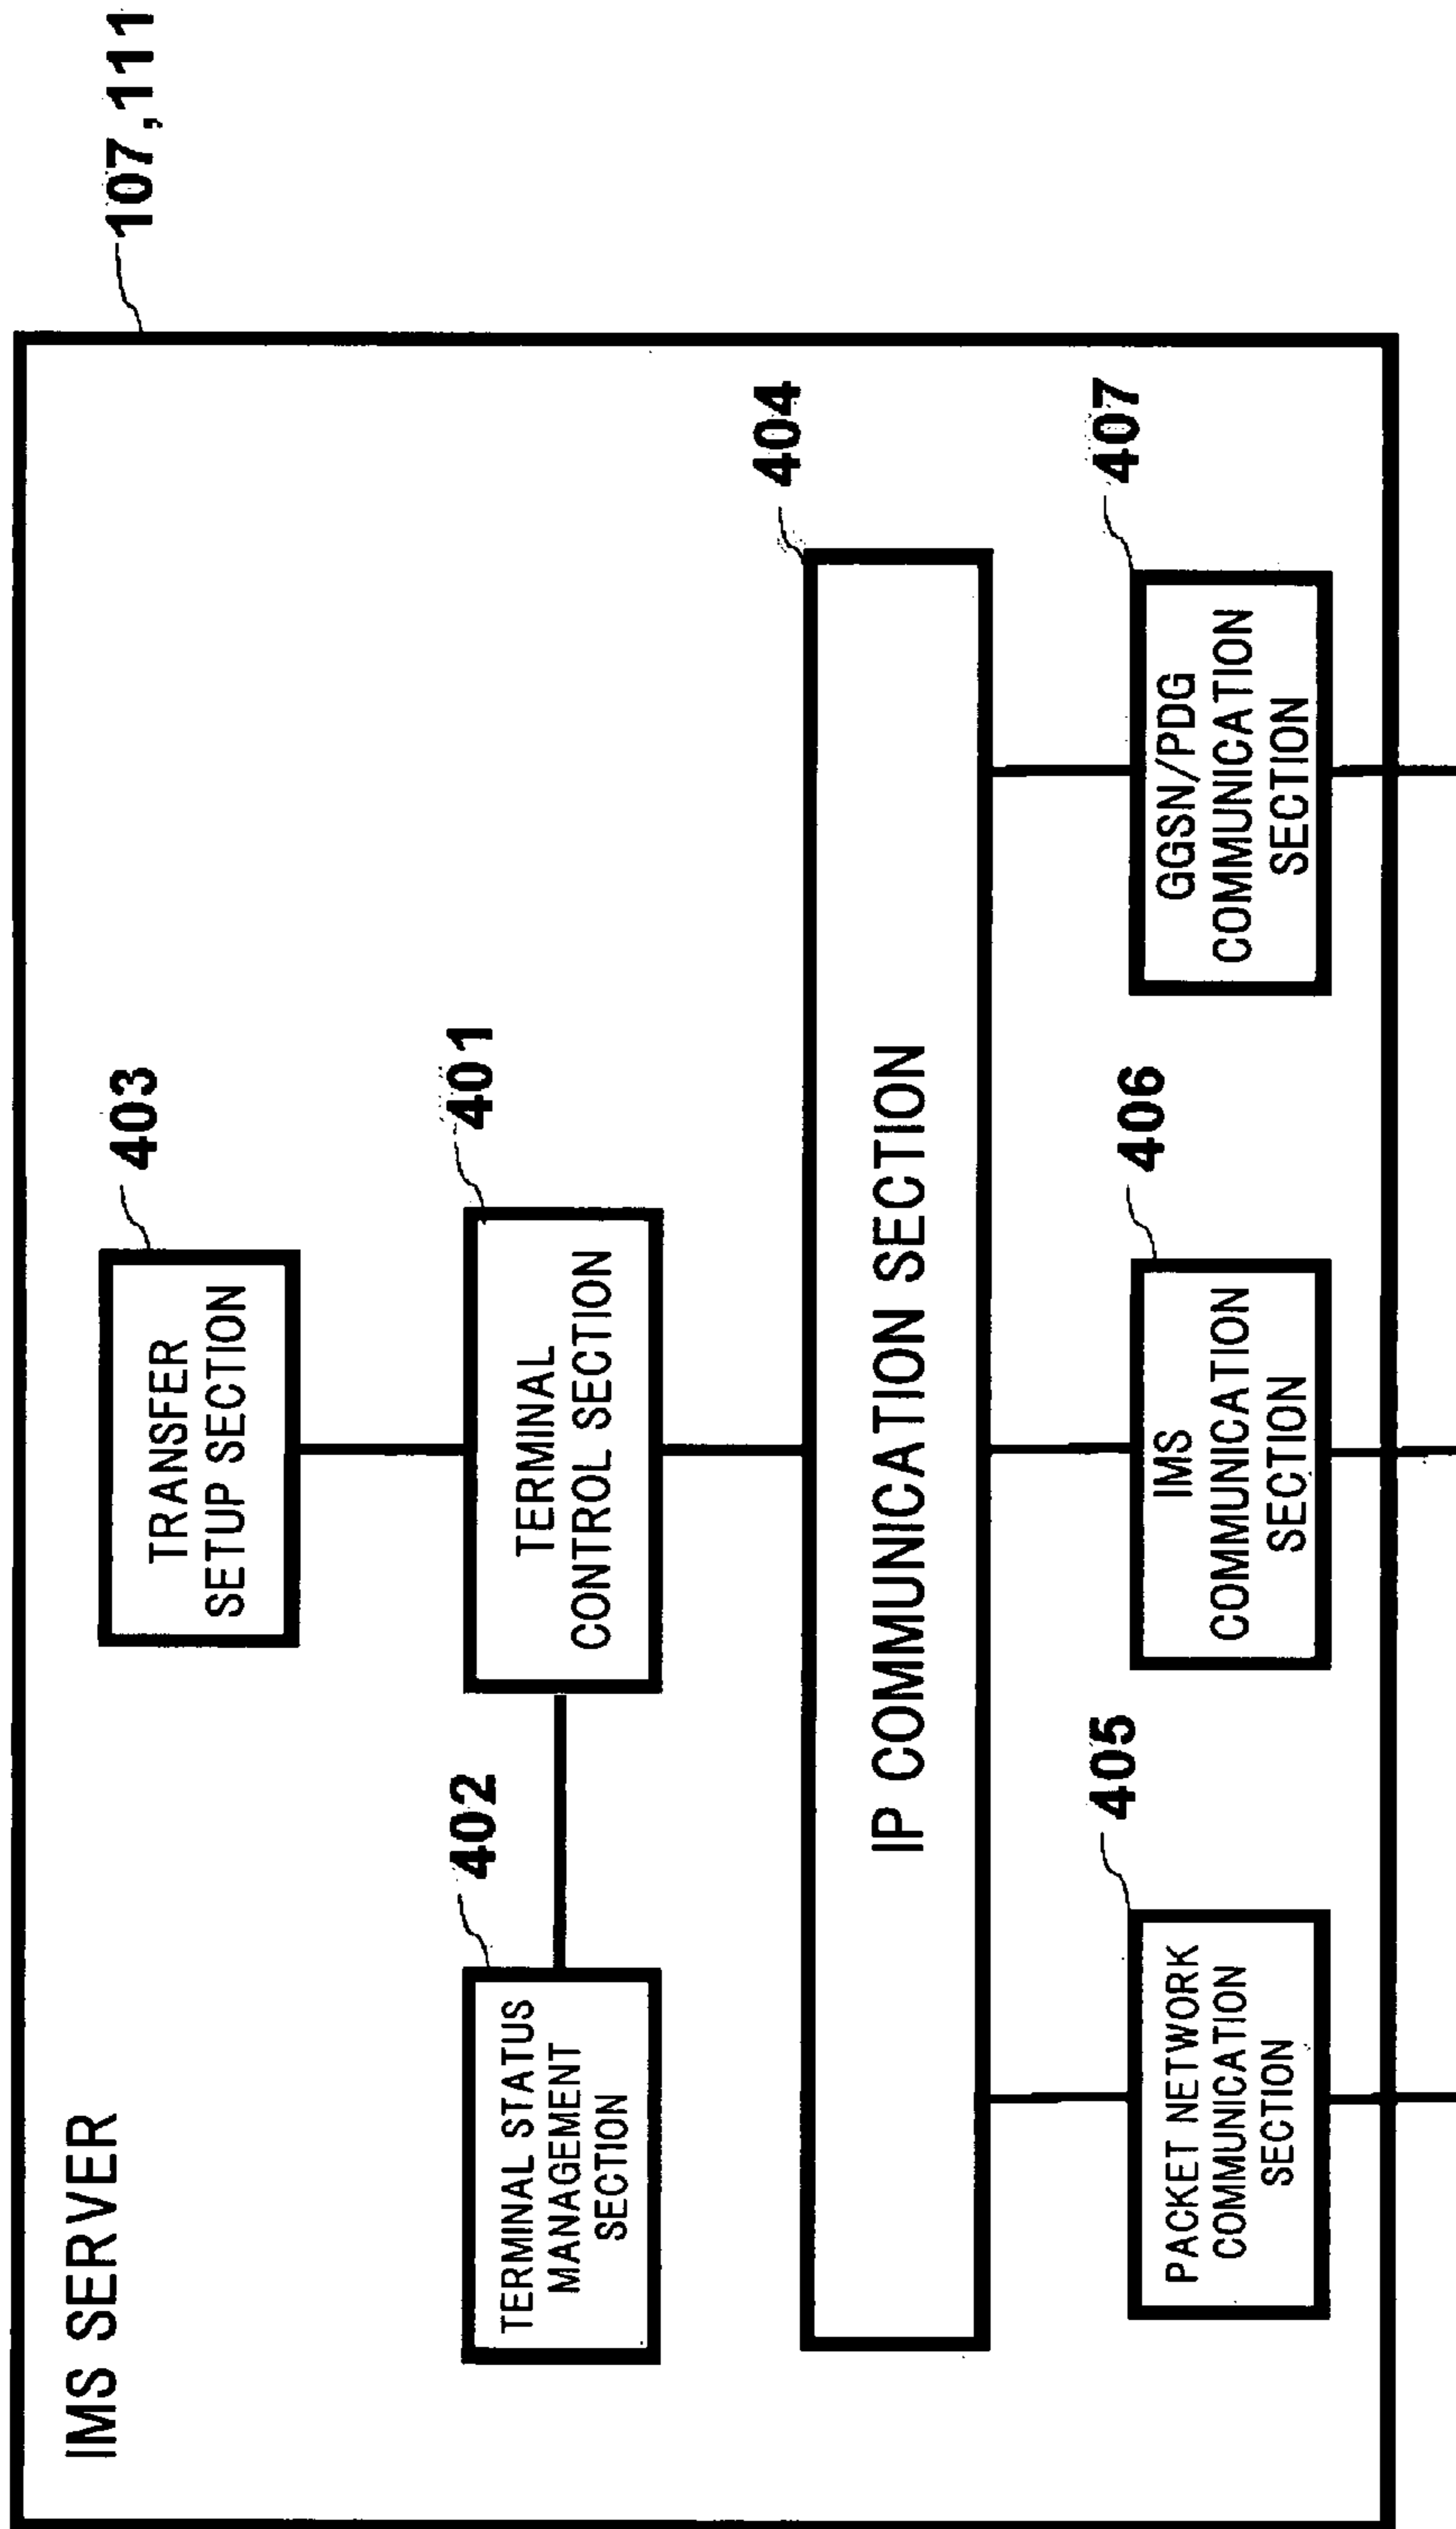 107,111
IMS SERVER
403
TRANSFER
SETUP SECTION
402
401
TERMINAL STATUS
MANAGEMENT
SECTION
TERMINAL
CONTROL SECTION
404
IP COMMUNICATION SECTION
405
406
407
PACKET NETWORK
COMMUNICATION
SECTION
IMS
COMMUNICATION
SECTION
GGSN/PDG
COMMUNICATION
SECTION